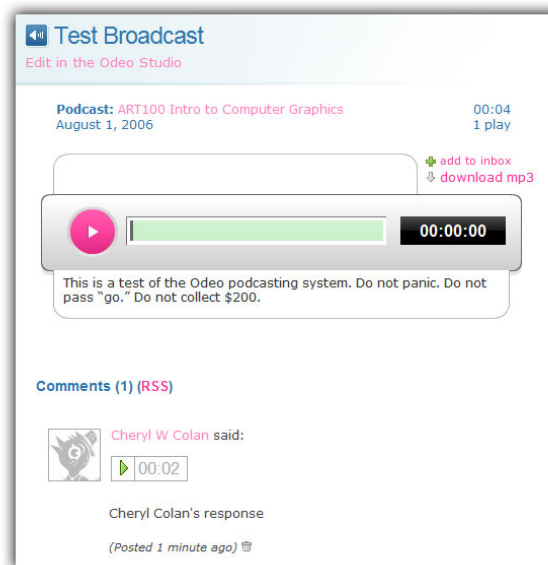 Test Broadcast
Edit in the Odeo Studio
Podcast: ART100 Intro to Computer Graphics 00:04
August 1, 2006 1 play
add to inbox
download mp3
00:00:00
This is a test of the Odeo podcasting system. Do not panic. Do not
pass “go.” Do not collect $200.
Comments (1) (RSS)
Cheryl W Colan said:
00:02
Cheryl Colan's response
(Posted 1 minute ago)